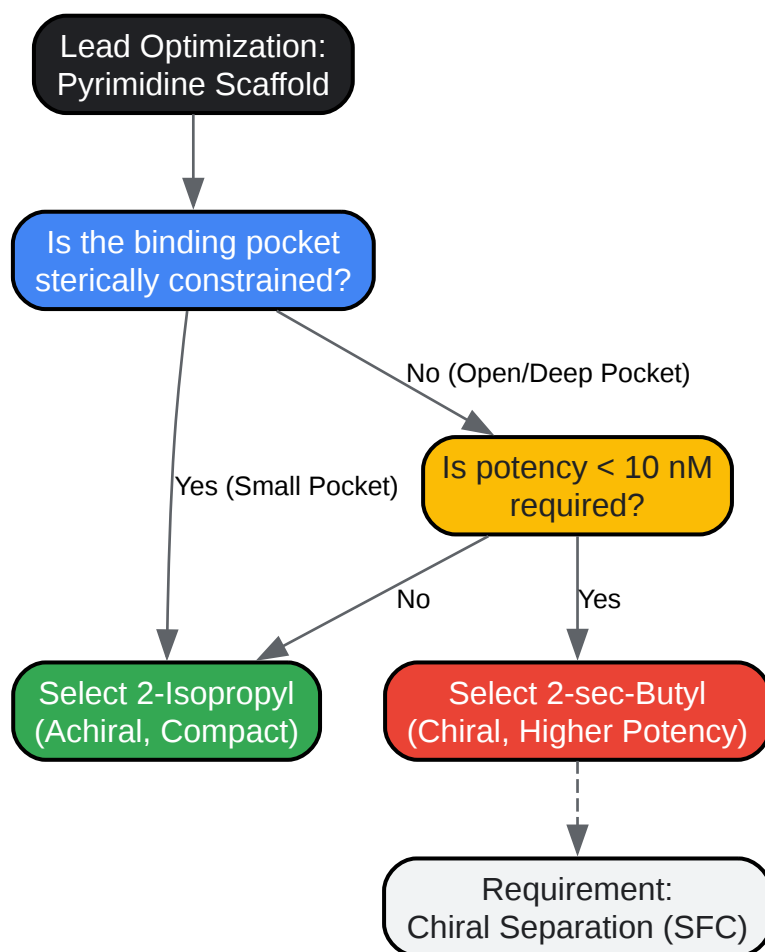 Lead Optimization:
Pyrimidine Scaffold
Is the binding pocket
sterically constrained?
No (Open/Deep Pocket)
Yes (Small Pocket)
Is potency < 10 nM
required?
No
Yes
Select 2-Isopropyl
(Achiral, Compact)
Select 2-sec-Butyl
(Chiral, Higher Potency)
Requirement:
Chiral Separation (SFC)